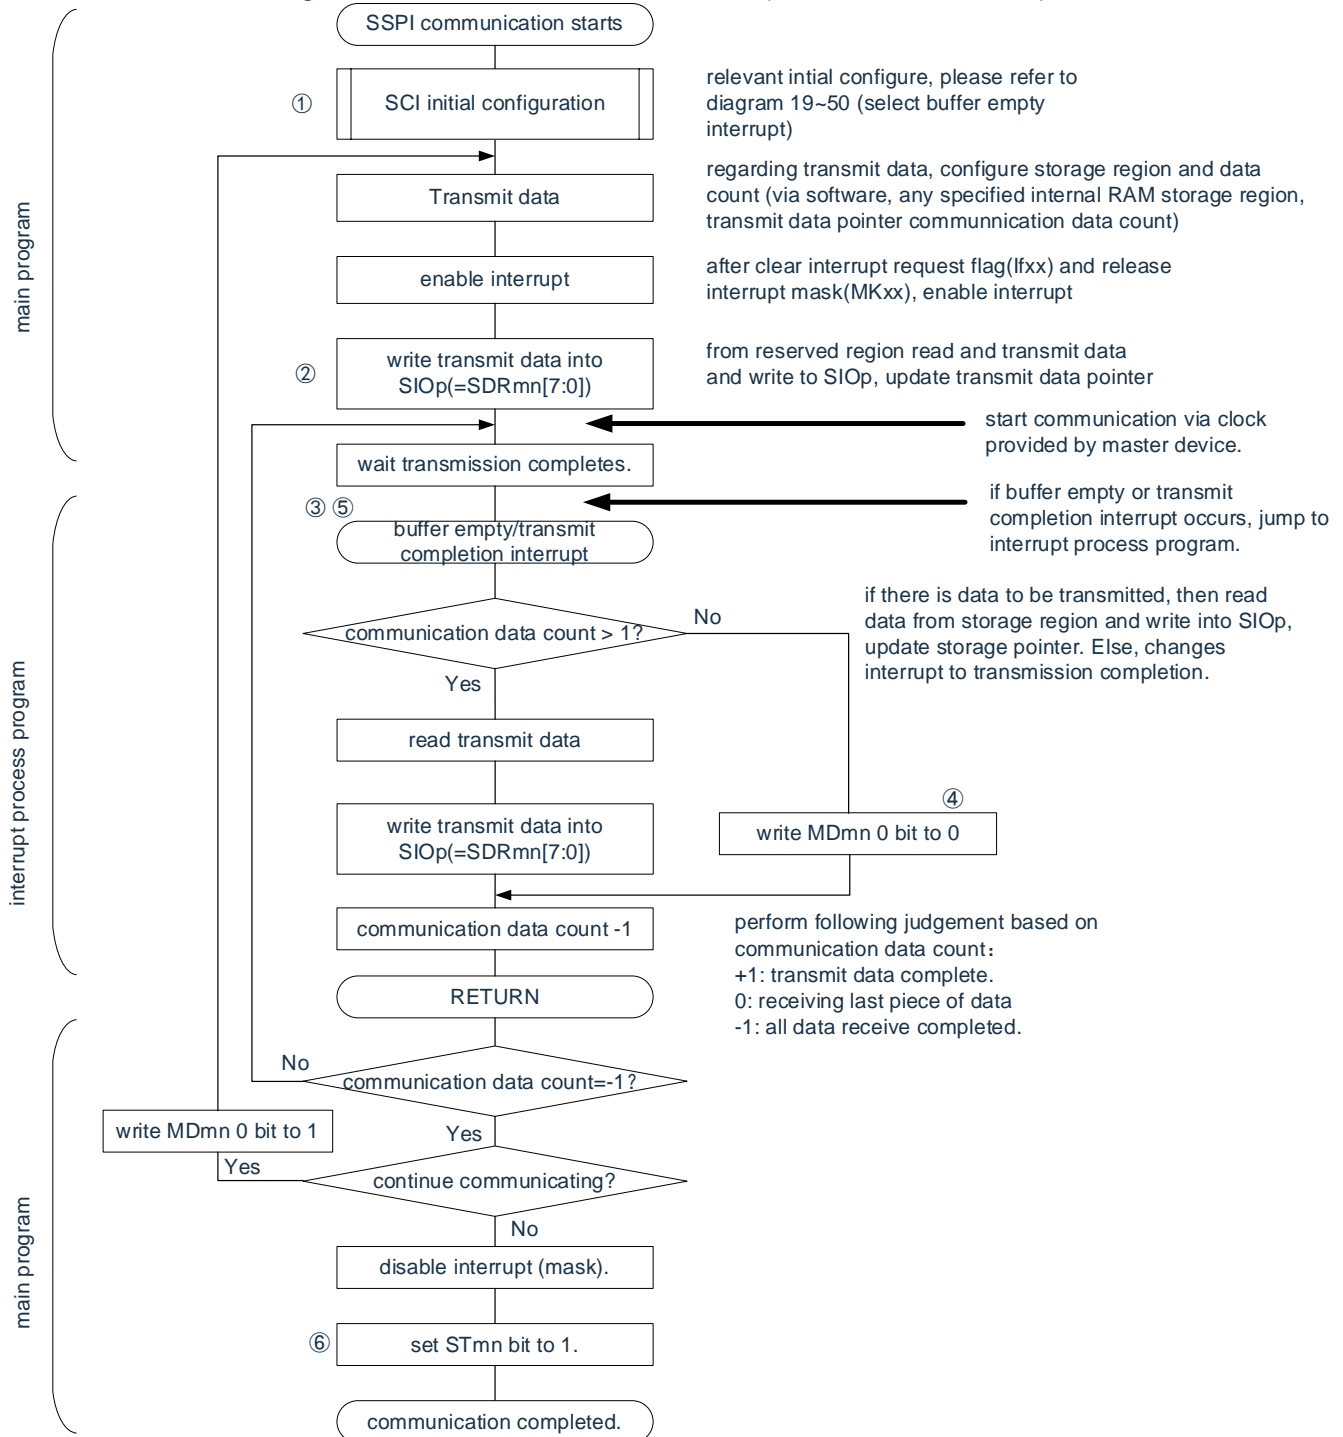 SSPI communication starts
①
SCI initial configuration
relevant intial configure, please refer to
diagram 19~50 (select buffer empty
interrupt)
Transmit data
regarding transmit data, configure storage region and data
count (via software, any specified internal RAM storage region,
transmit data pointer communnication data count)
main program
enable interrupt
after clear interrupt request flag(Ifxx) and release
interrupt mask(MKxx), enable interrupt
②
write transmit data into
SIOp(=SDRmn[7:0])
from reserved region read and transmit data
and write to SIOp, update transmit data pointer
start communication via clock
provided by master device.
wait transmission completes.
③ ⑤
buffer empty/transmit
completion interrupt
if buffer empty or transmit
completion interrupt occurs, jump to
interrupt process program.
communication data count > 1?
No
Yes
if there is data to be transmitted, then read
data from storage region and write into SIOp,
update storage pointer. Else, changes
interrupt to transmission completion.
interrupt process program
read transmit data
④
write transmit data into
SIOp(=SDRmn[7:0])
write MDmn 0 bit to 0
communication data count -1
perform following judgement based on
communication data count：
+1: transmit data complete.
0: receiving last piece of data
-1: all data receive completed.
RETURN
No
communication data count=-1?
write MDmn 0 bit to 1
Yes
Yes
continue communicating?
No
main program
disable interrupt (mask).
⑥
set STmn bit to 1.
communication completed.